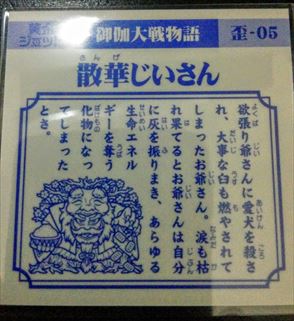 御伽大戦物語
歪-05
さんげ
散華じいさん
欲張り爺さんに愛犬を殺さ
れ、大事な臼も燃やされて
しまったお爺さん。涙も枯
れ果てるとお爺さんは自分
に灰を振りまき、あらゆる
生命エネル
ギーを奪う
化物になっ
てしまった
とさ。